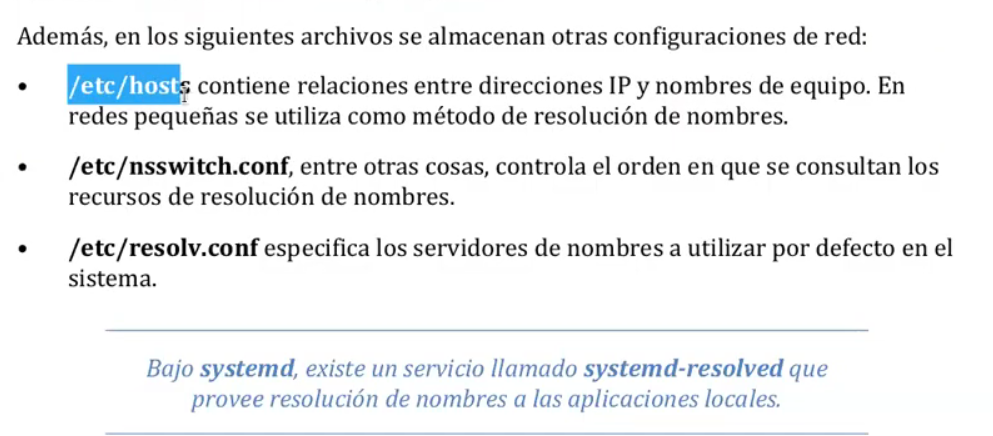 Además, en los siguientes archivos se almacenan otras configuraciones de red:
• /etc/hosts contiene relaciones entre direcciones IP y nombres de equipo. En
redes pequeñas se utiliza como método de resolución de nombres.
• /etc/nsswitch.conf, entre otras cosas, controla el orden en que se consultan los
recursos de resolución de nombres.
• /etc/resolv.conf especifica los servidores de nombres a utilizar por defecto en el
sistema.
Bajo systemd, existe un servicio llamado systemd-resolved que
provee resolución de nombres a las aplicaciones locales.